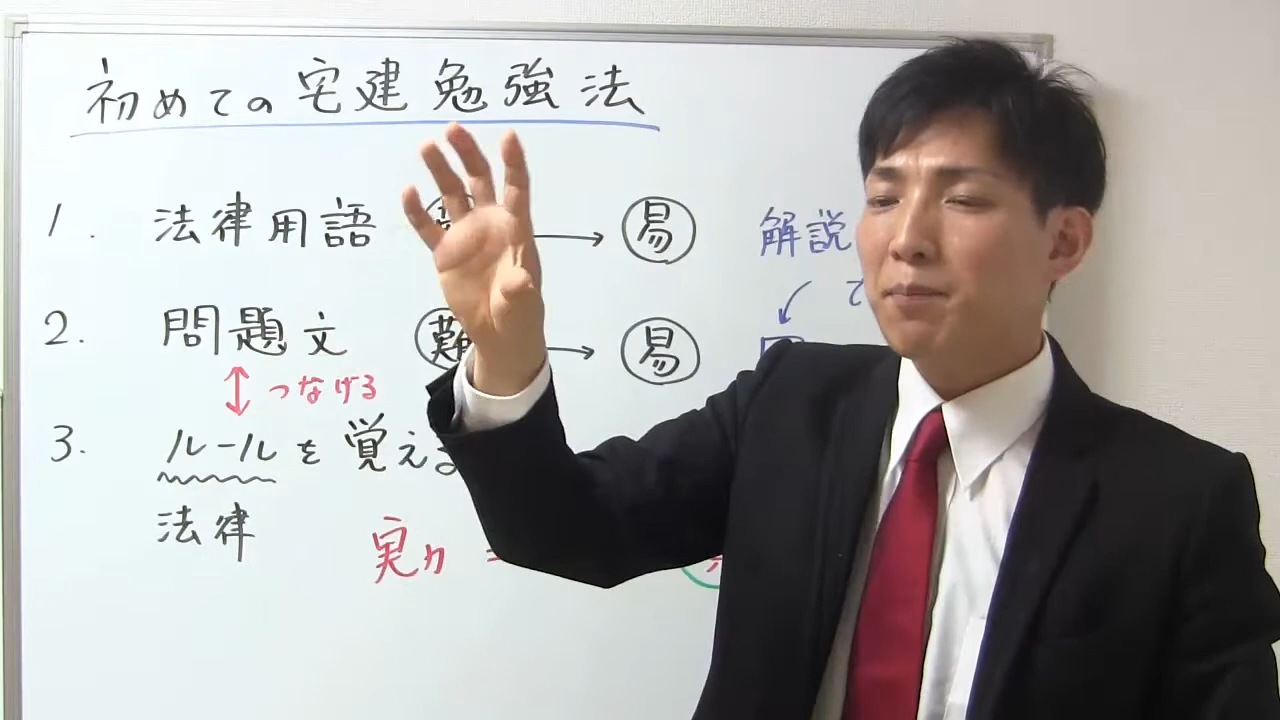 初めての宅建勉強法
1. 法律用語 → 易 解説
2. 問題文 難 → 易
つなげる
3. ルールを覚え
法律
実力 =